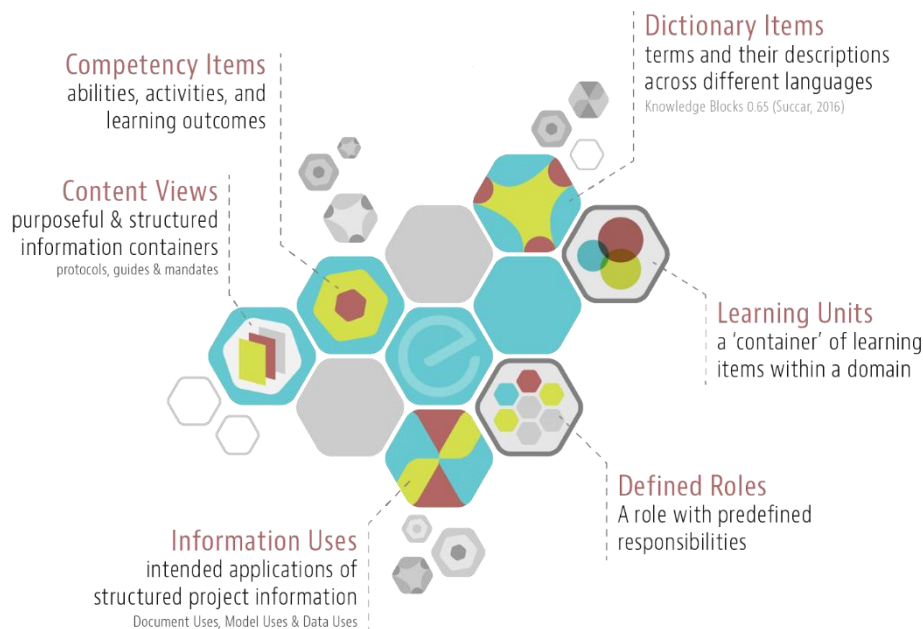 Dictionary Items
terms and their descriptions
across different languages
Knowledge Blocks 0.65 (Succar, 2016)
Competency Items
abilities, activities, and
learning outcomes
Content Views
purposeful & structured
information containers
protocols, guides & mandates
e
Learning Units
a ‘container’ of learning
items within a domain
Defined Roles
A role with predefined
responsibilities
Information Uses
intended applications of
structured project information
Document Uses, Model Uses & Data Uses